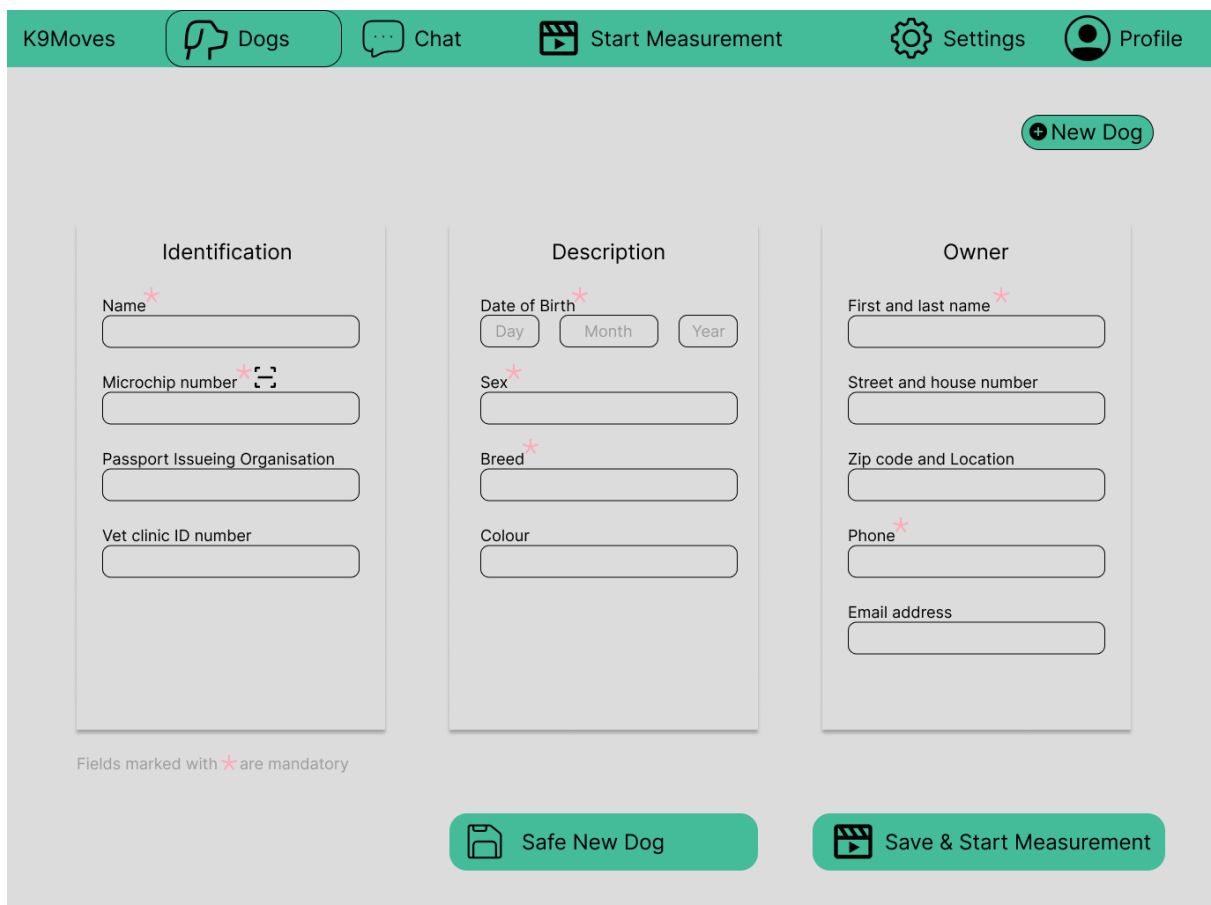 K9Moves Dogs Chat Start Measurement Settings Profile
New Dog
Identification
Name*
Microchip number*
Passport Issueing Organisation
Vet clinic ID number
Description
Date of Birth*
Day Month Year
Sex*
Breed*
Colour
Owner
First and last name*
Street and house number
Zip code and Location
Phone*
Email address
Fields marked with * are mandatory
Safe New Dog
Save & Start Measurement